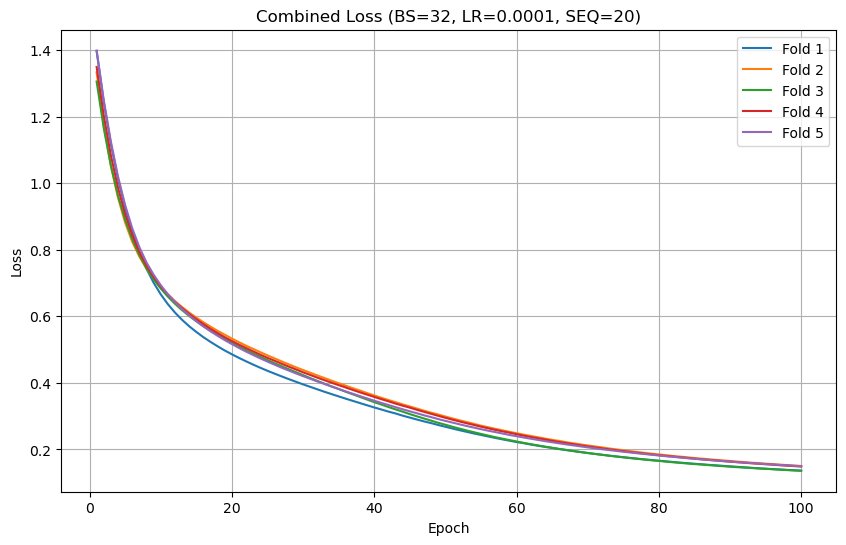 Combined Loss (BS=32, LR=0.0001, SEQ=20)
Fold 1
Fold 2
Fold 3
Fold 4
Fold 5
Loss
1.4
1.2
1.0
0.8
0.6
0.4
0.2
0 20 40 60 80 100
Epoch